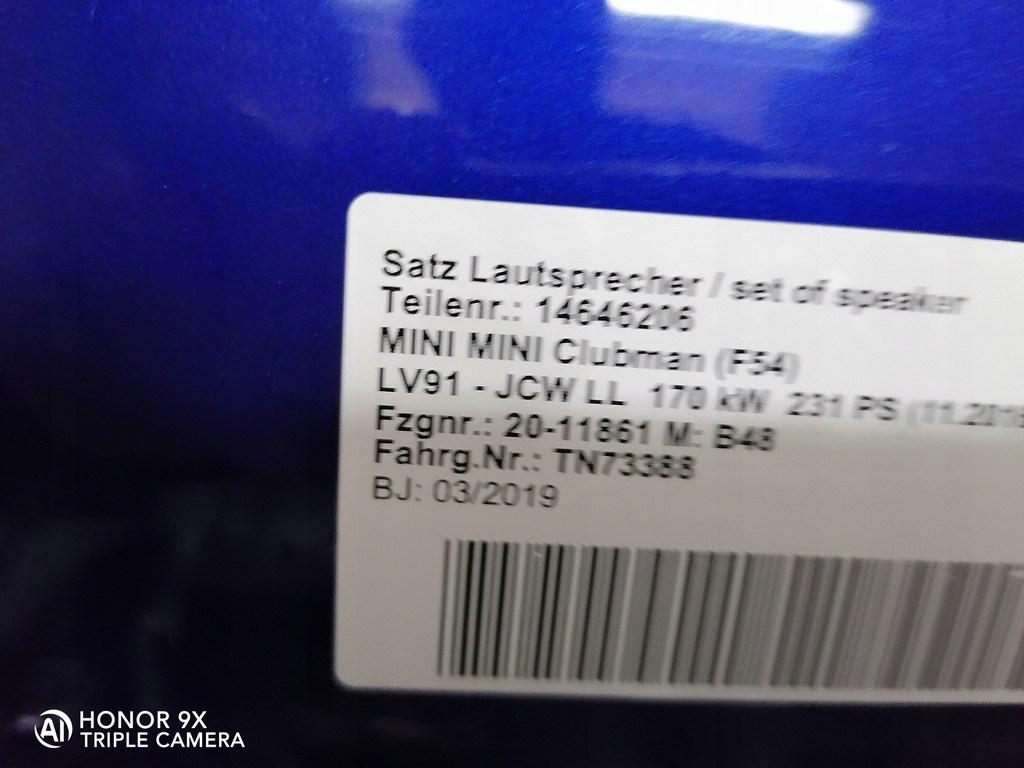 Satz Lautsprecher / set of speaker
Teilenr.: 14646206
MINI MINI Clubman (F54)
LV91 - JCW LL 170 kW 231 PS
Fzgnr.: 20-11861 M: B48
Fahrg.Nr.: TN73388
BJ: 03/2019
HONOR 9X
TRIPLE CAMERA